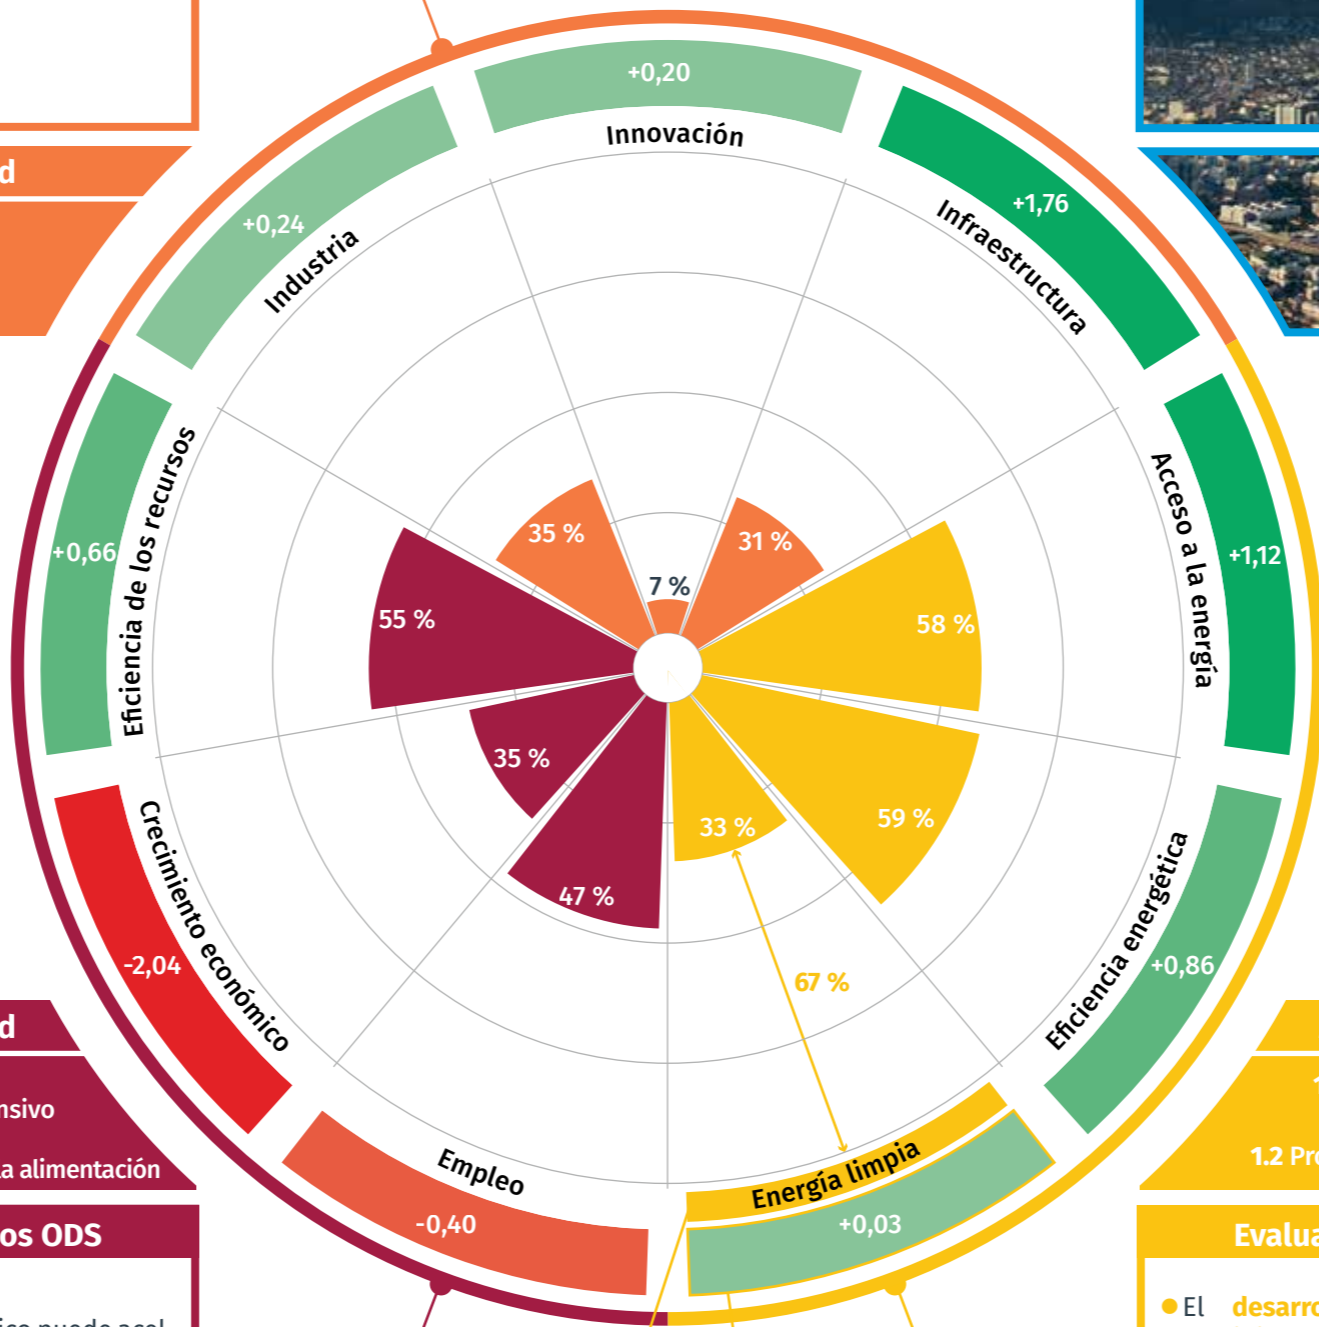 +0,20
Innovación
+1,76
Infraestructura
+0,24
Industria
d
+1,12
Acceso a la energía
+0,66
Eficiencia de los recursos
35 %
31 %
7 %
55 %
58 %
35 %
59 %
33 %
47 %
67 %
+0,86
Eficiencia energética
-2,04
Crecimiento económico
Empleo
-0,40
Energía limpia
+0,03
d
nsivo
la alimentación
os ODS
1.2 Pro
Evalua
El desarro